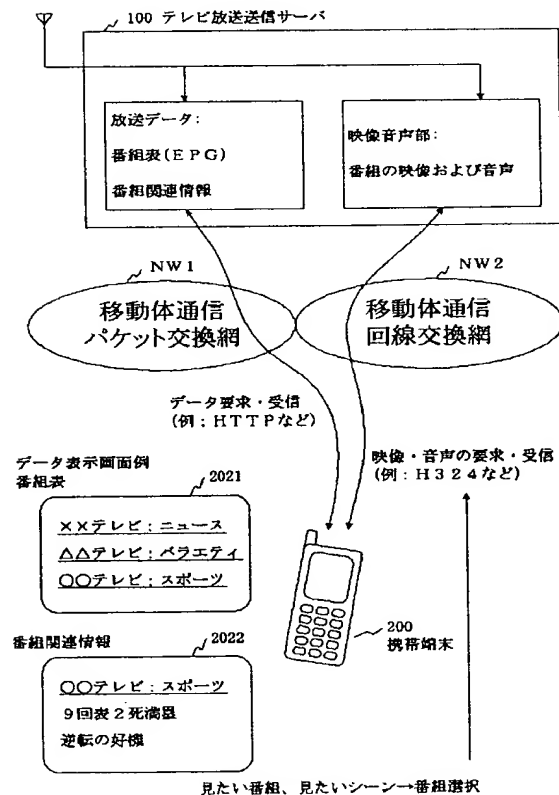 100 テレビ放送送信サーバ
放送データ:
番組表(EPG)
番組関連情報
映像音声部:
番組の映像および音声
NW1
NW2
移動体通信
パケット交換網
移動体通信
回線交換網
データ要求・受信
(例：HTTPなど)
映像・音声の要求・受信
(例：H324など)
データ表示画面例
番組表
2021
××テレビ：ニュース
△△テレビ：バラエティ
○○テレビ：スポーツ
200
携帯端末
番組関連情報
2022
○○テレビ：スポーツ
9回表2死満塁
逆転の好機
見たい番組、見たいシーン→番組選択